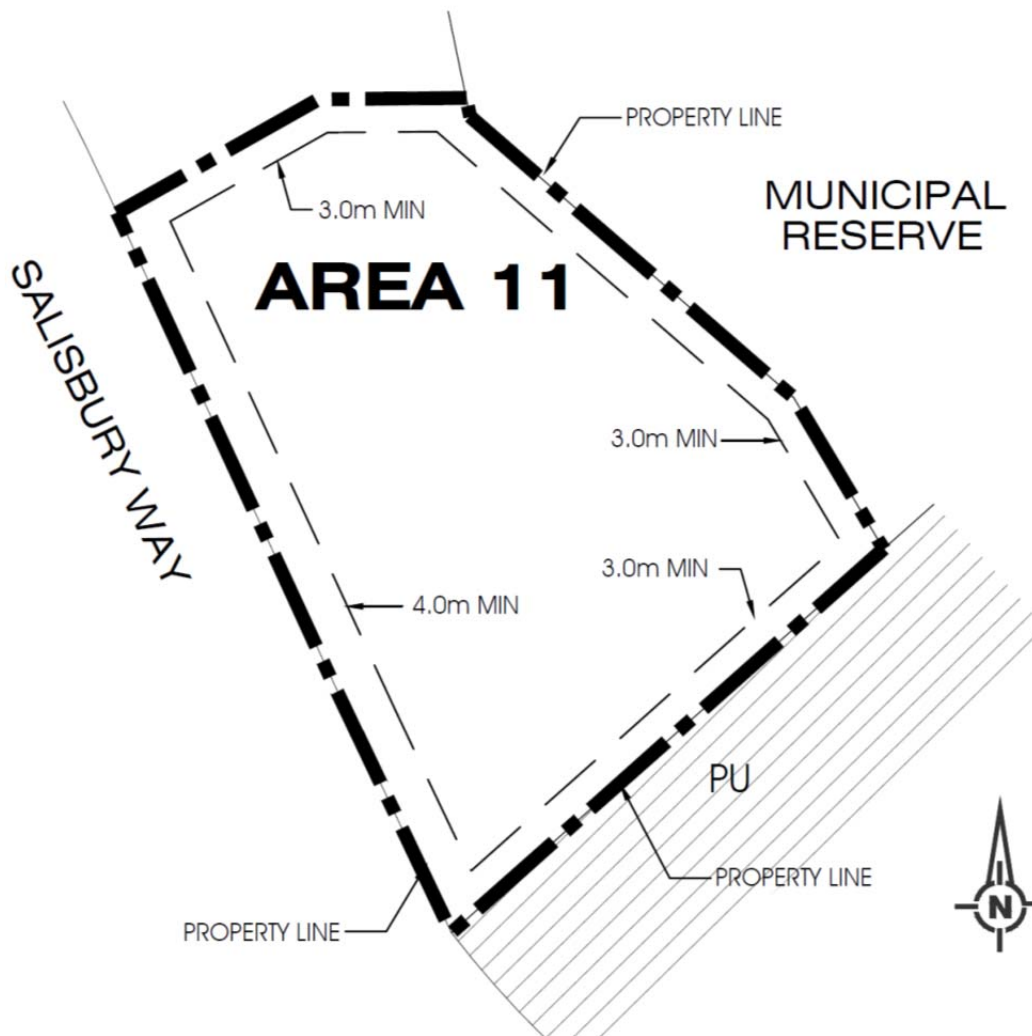 PROPERTY LINE
MUNICIPAL
RESERVE
3.0m MIN
AREA 11
SALISBURY WAY
3.0m MIN
3.0m MIN
4.0m MIN
PU
PROPERTY LINE
PROPERTY LINE
N